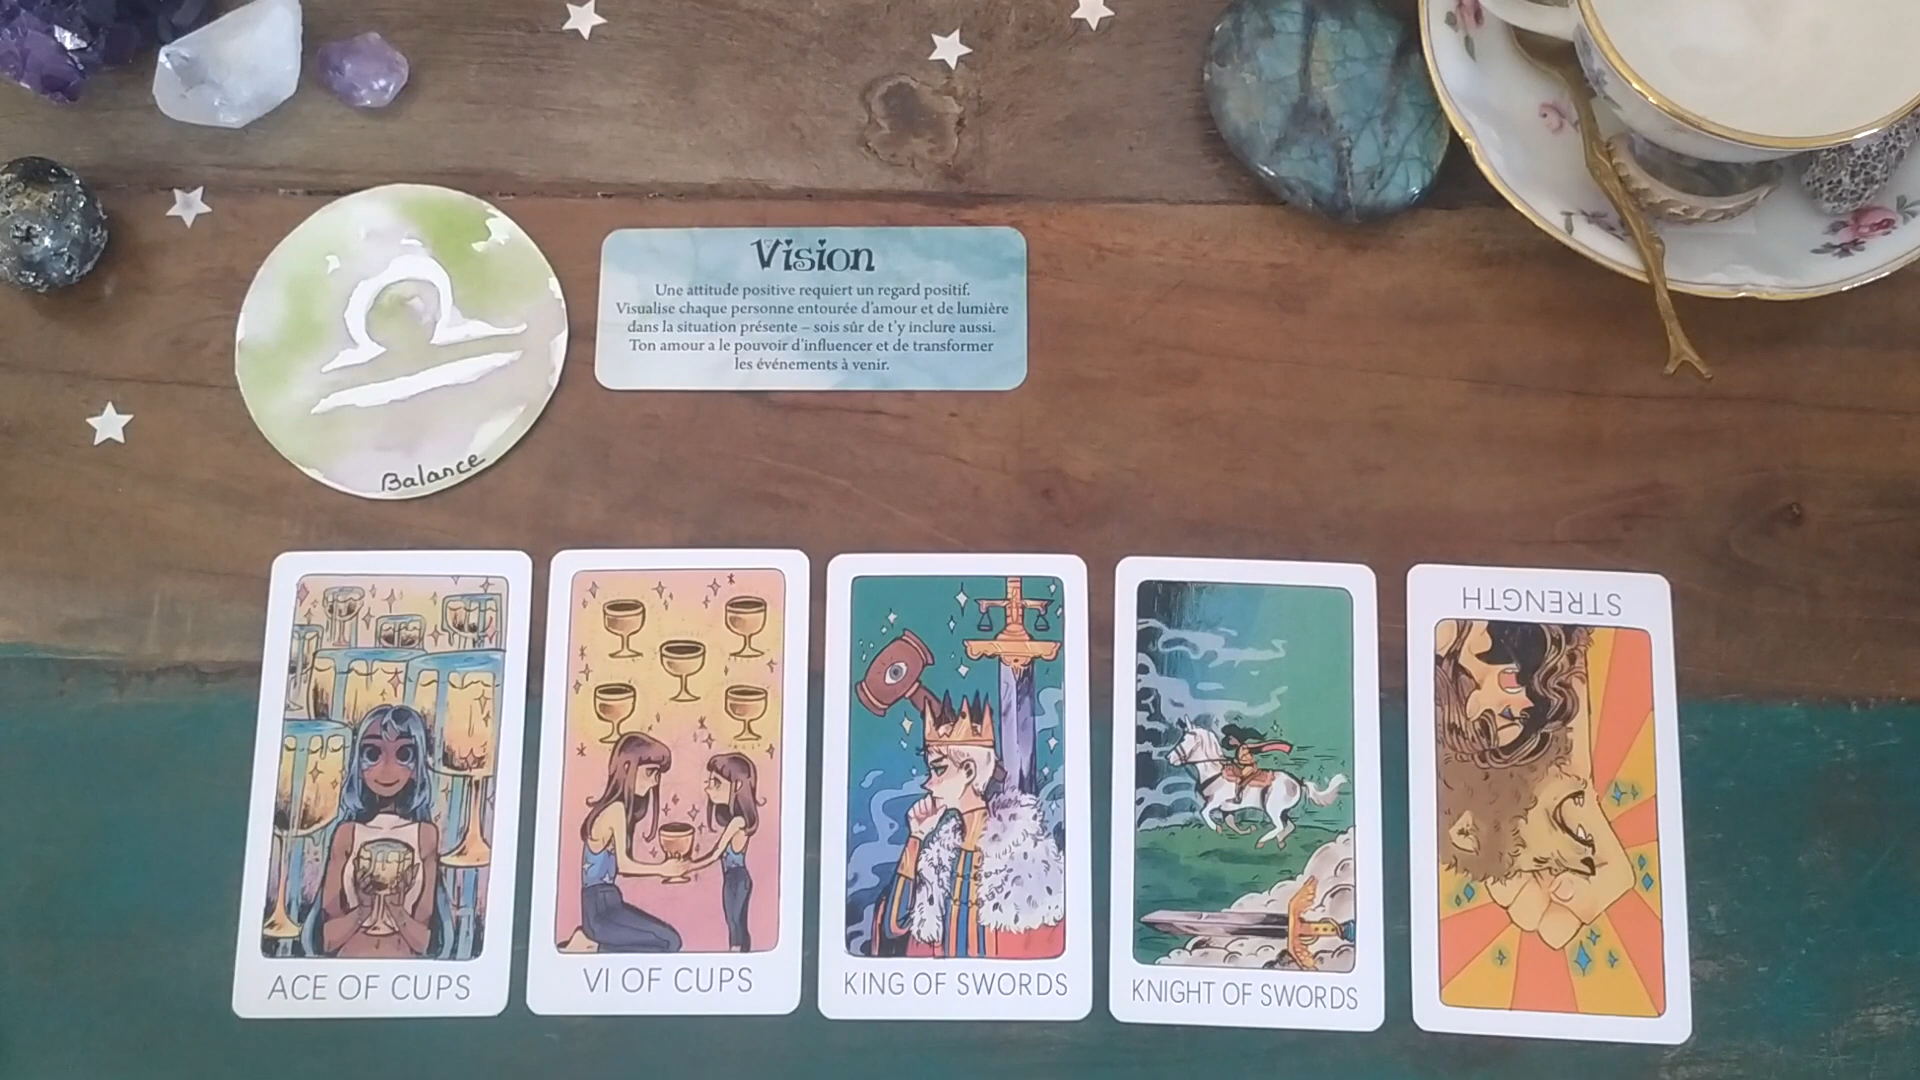 Vision
Une attitude positive requiert un regard positif.
Visualise chaque personne entourée d'amour et de lumière
dans la situation présente – sois sûr de t'y inclure aussi.
Ton amour a le pouvoir d'influencer et de transformer
les événements à venir.
Balance
ACE OF CUPS
VI OF CUPS
KING OF SWORDS
KNIGHT OF SWORDS
STRENGTH